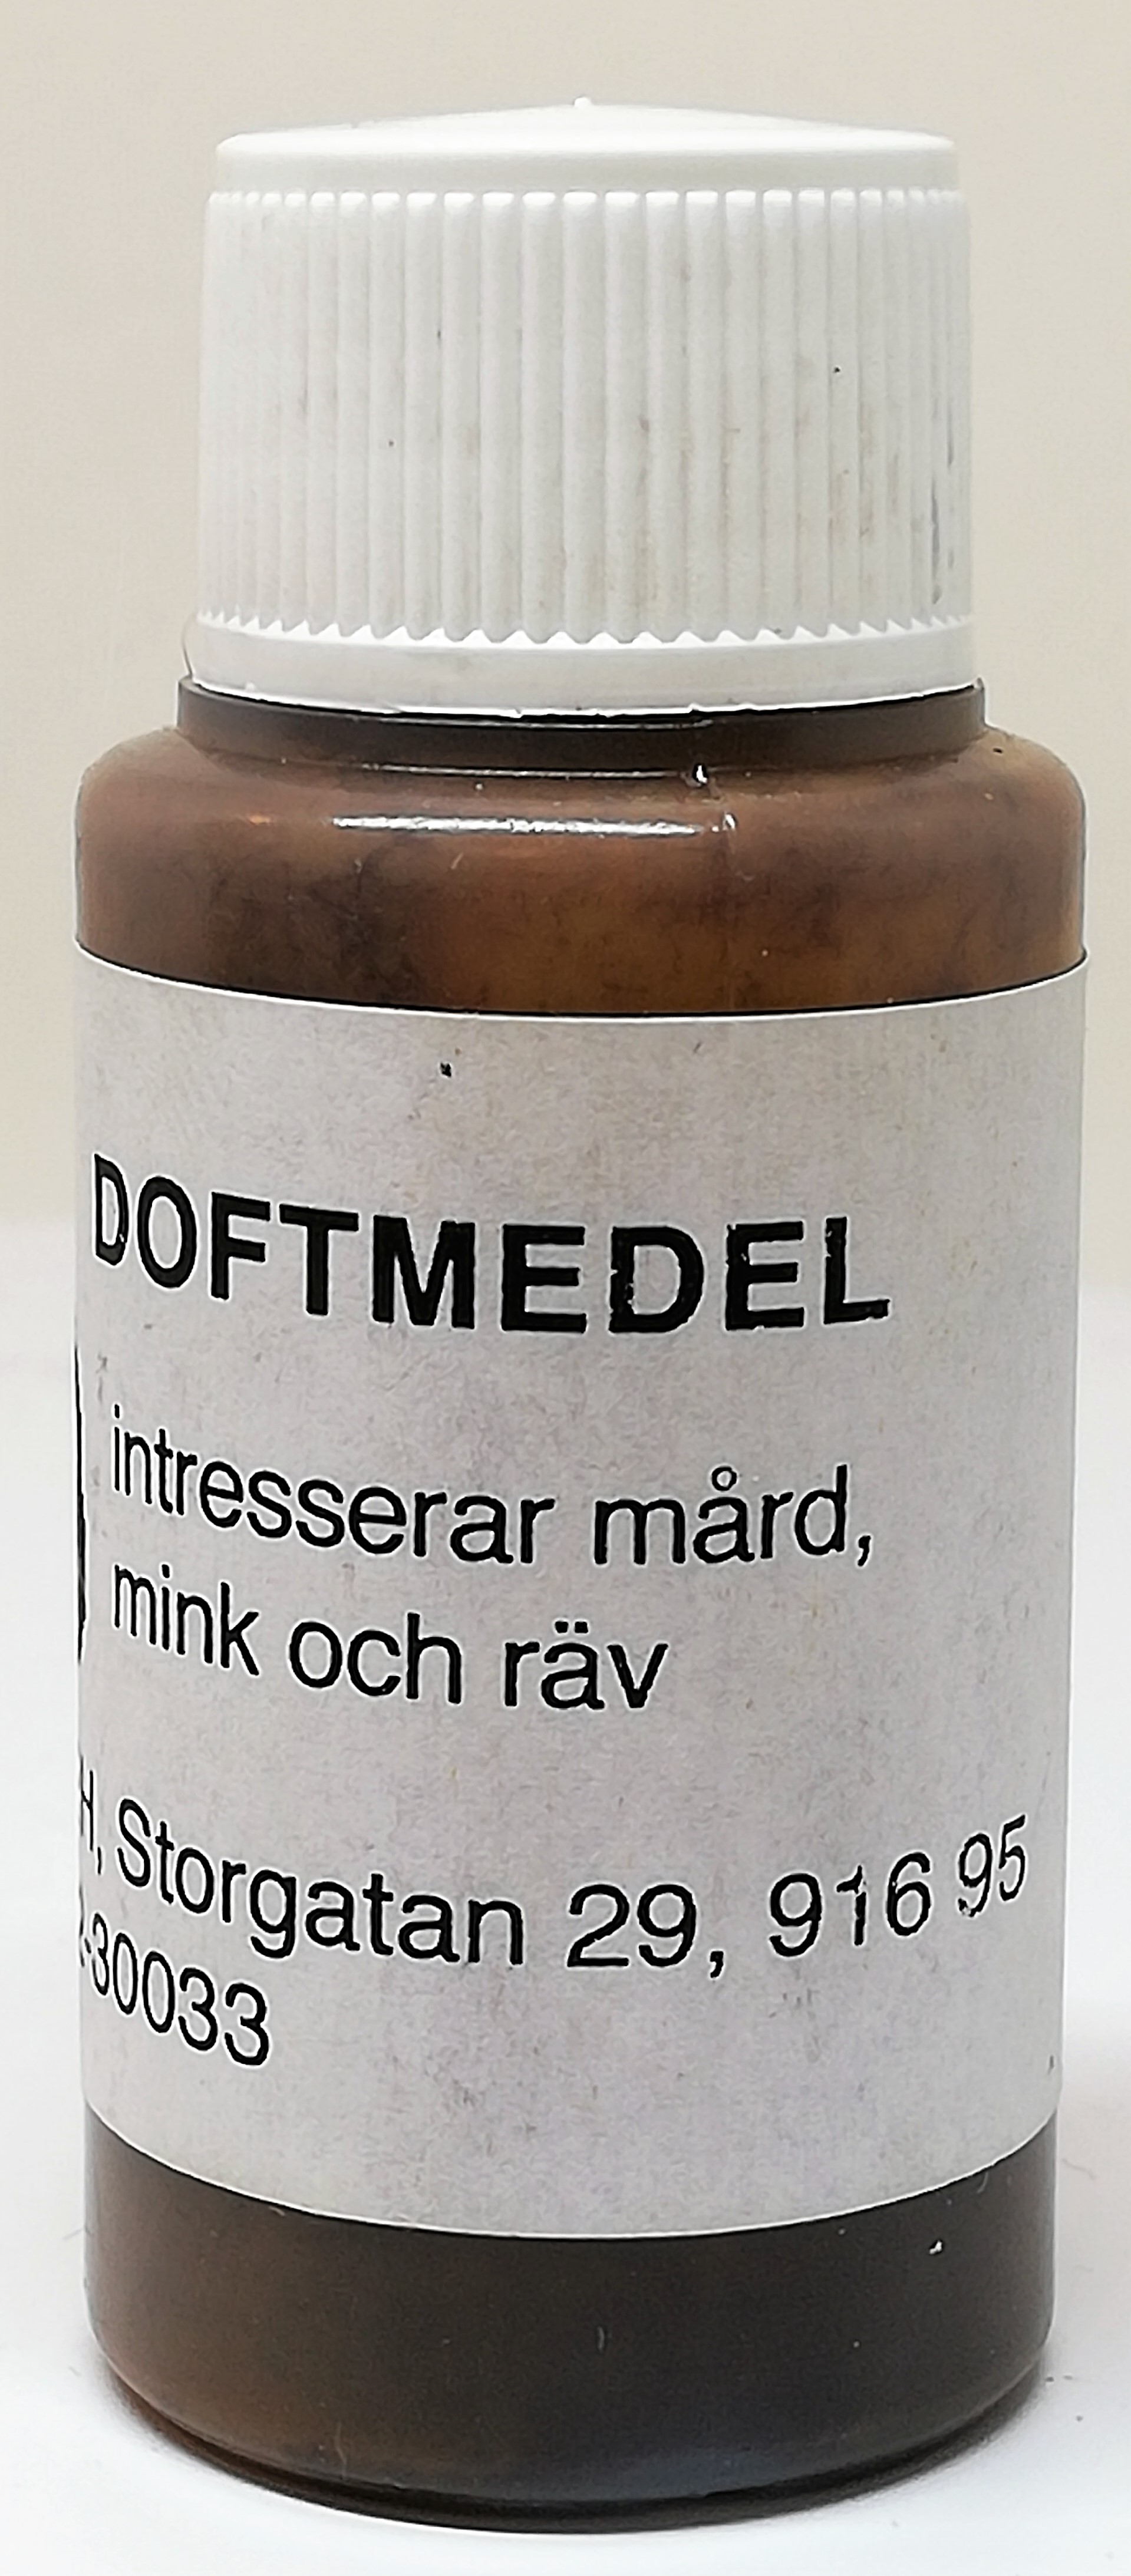 DOFTMEDEL
intresserar mård,
mink och räv
H, Storgatan 29, 916 95
-30033